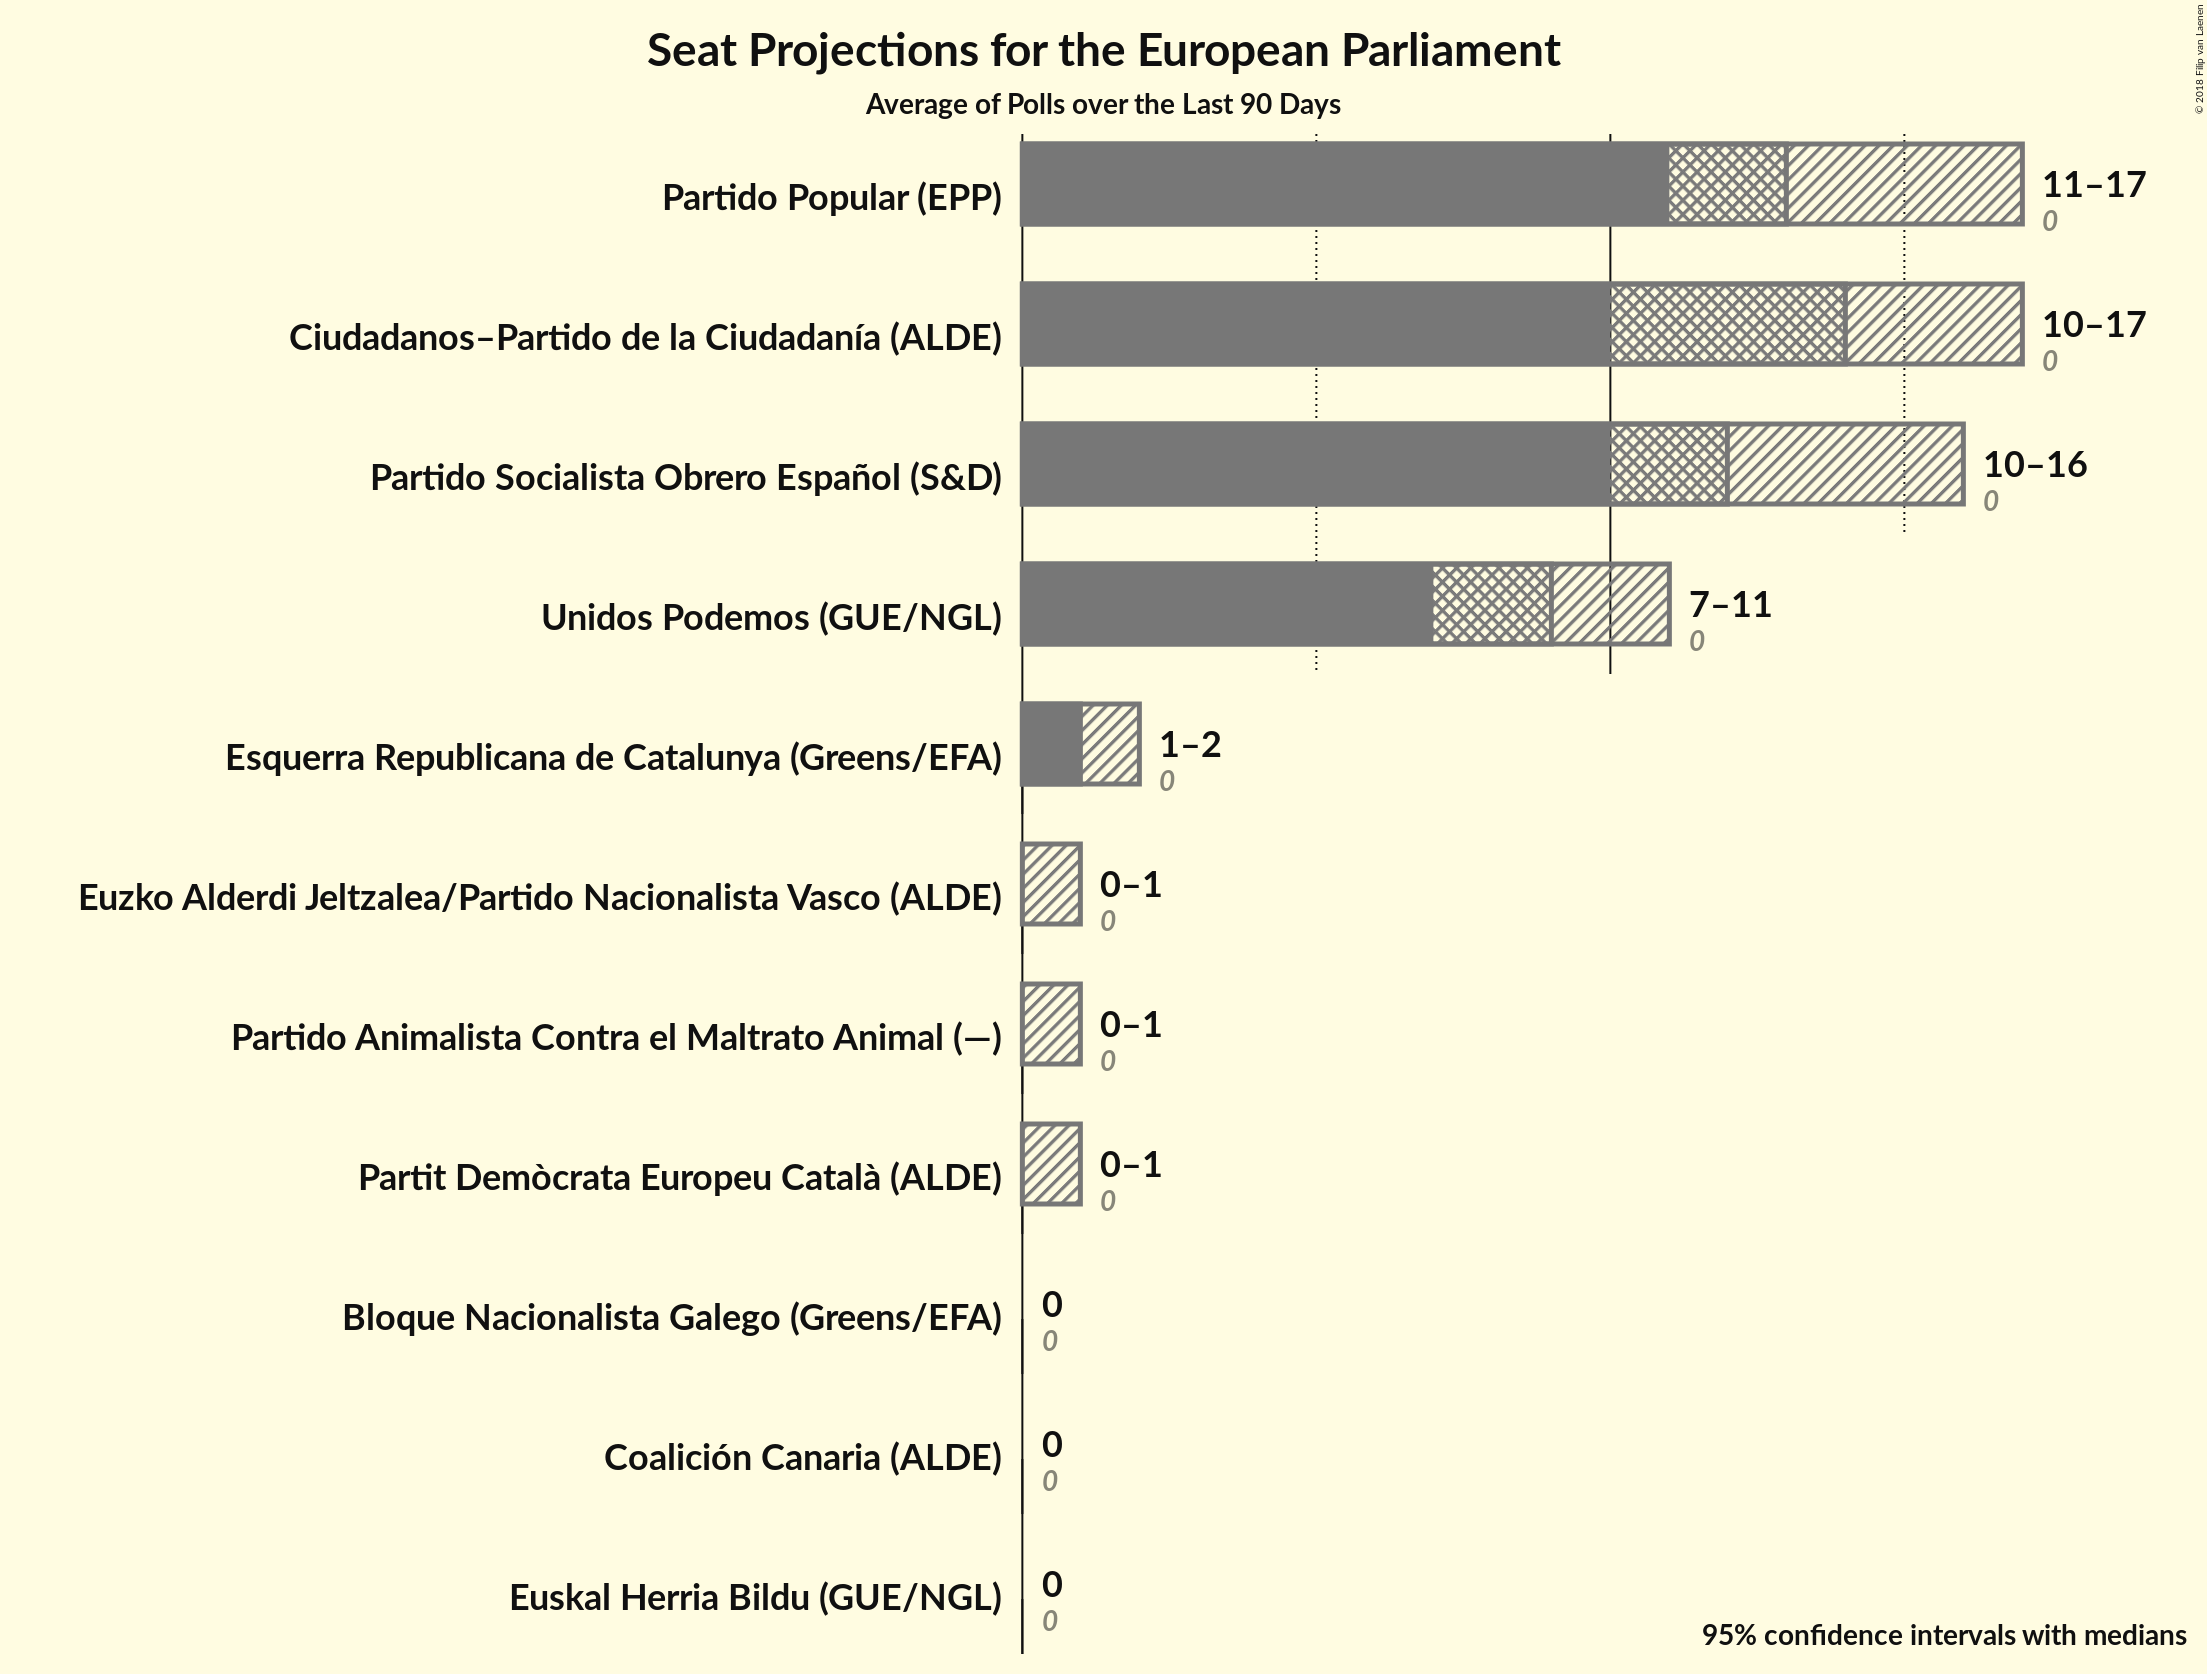 Seat Projections for the European Parliament
Average of Polls over the Last 90 Days
© 2018 Filip van Laenen
Partido Popular (EPP)
11–17
0
Ciudadanos–Partido de la Ciudadanía (ALDE)
10–17
0
Partido Socialista Obrero Español (S&D)
10–16
0
Unidos Podemos (GUE/NGL)
7–11
0
Esquerra Republicana de Catalunya (Greens/EFA)
1–2
0
Euzko Alderdi Jeltzalea/Partido Nacionalista Vasco (ALDE)
0–1
0
Partido Animalista Contra el Maltrato Animal (—)
0–1
0
Partit Demòcrata Europeu Català (ALDE)
0–1
0
Bloque Nacionalista Galego (Greens/EFA)
0
0
Coalición Canaria (ALDE)
0
0
Euskal Herria Bildu (GUE/NGL)
0
0
95% confidence intervals with medians